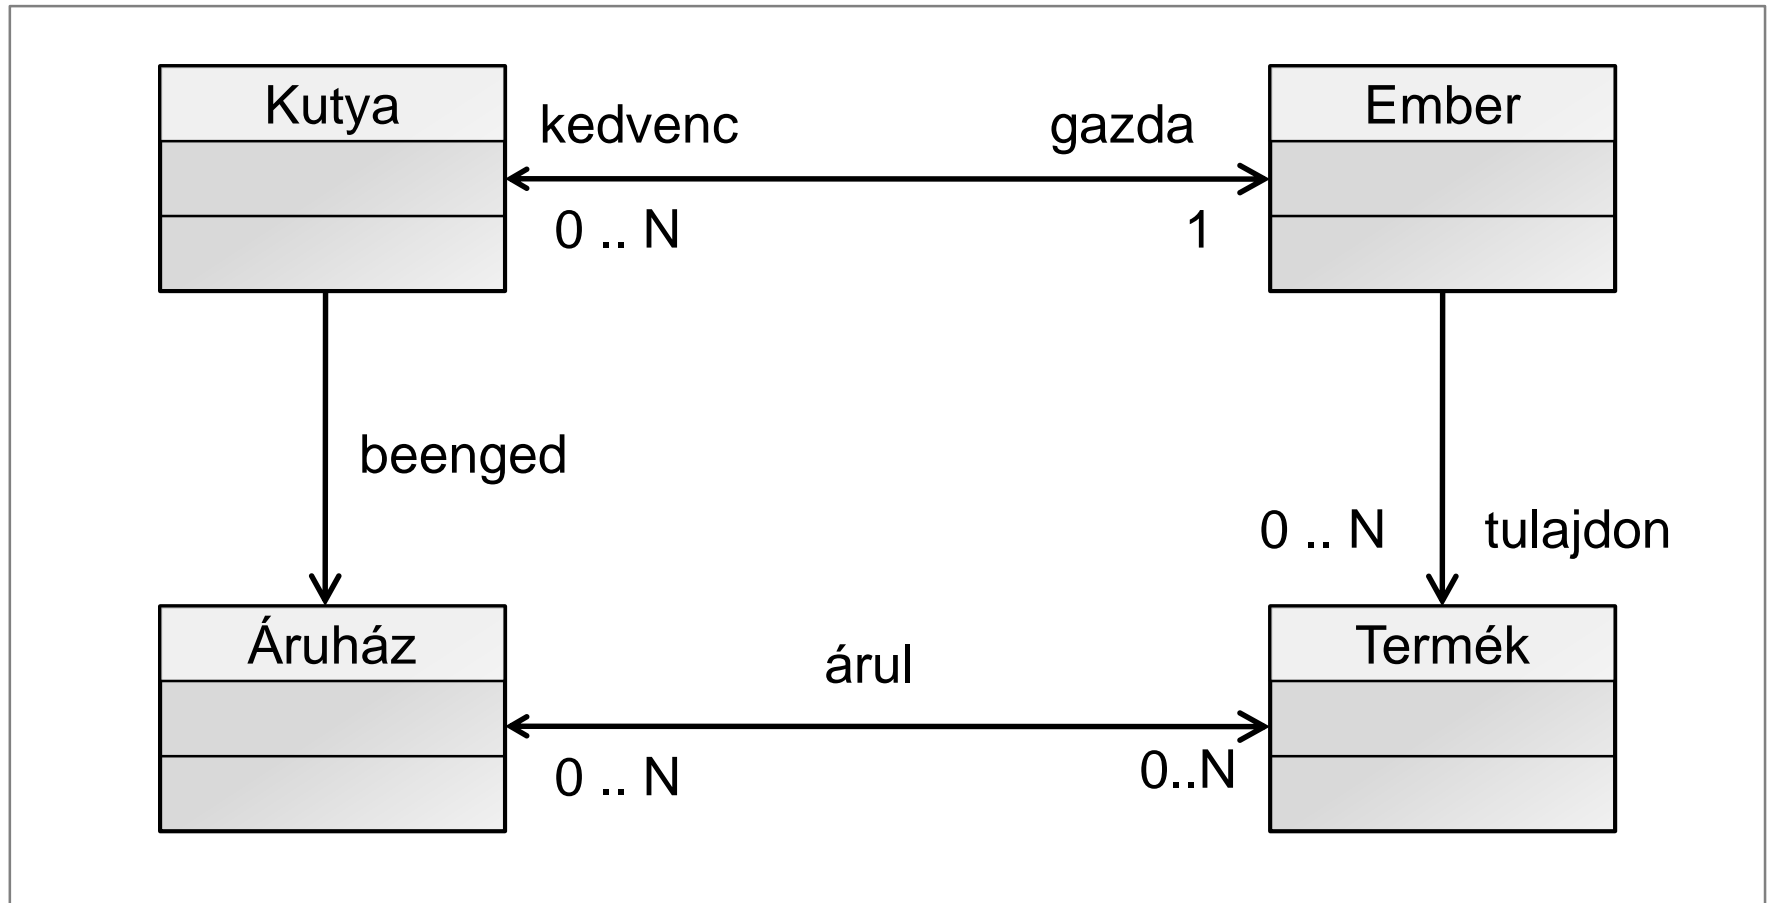 Kutya
Ember
kedvenc
gazda
0 .. N
1
beenged
0 .. N
tulajdon
Áruház
Termék
árul
0 .. N
0..N